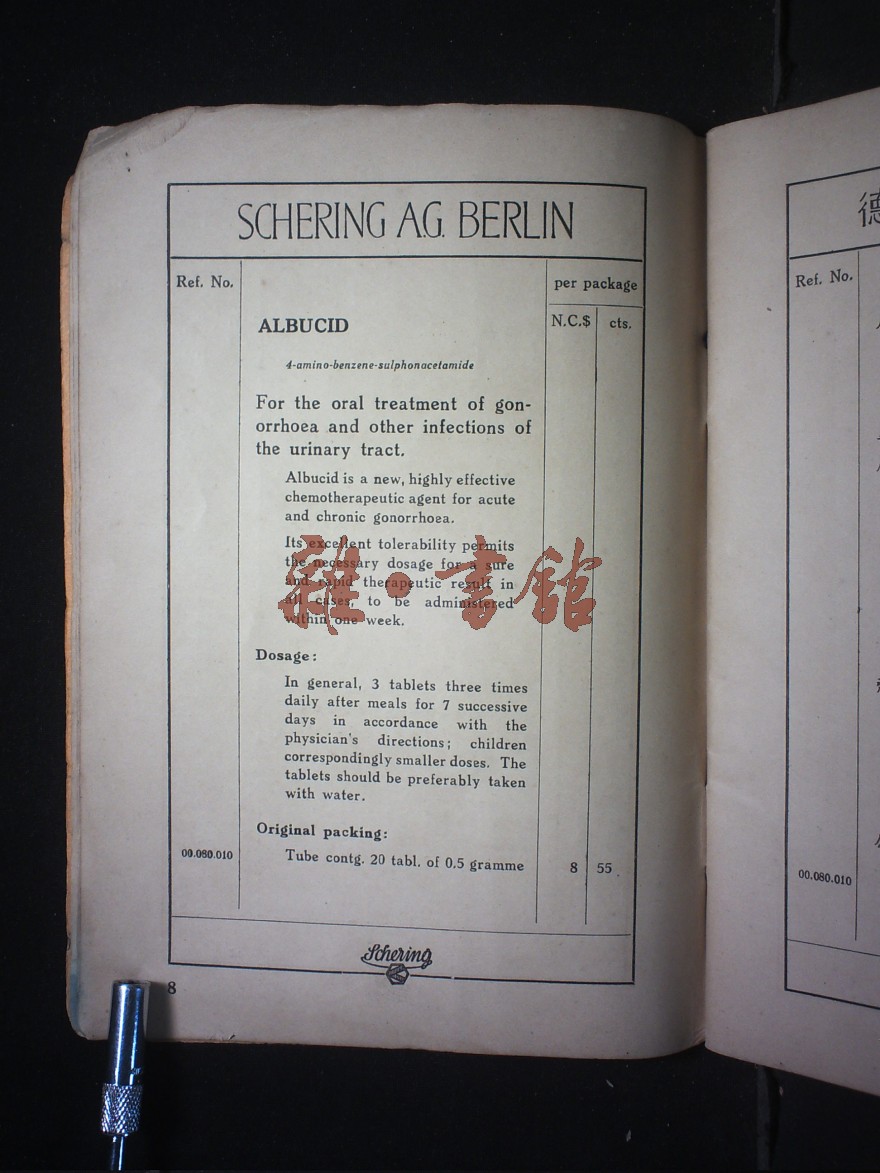 SCHERING A.G. BERLIN
Ref. No.
per package
N.C.$ cts.
ALBUCID
4-amino-benzene-sulphonacetamide
For the oral treatment of gon-
orrhoea and other infections of
the urinary tract.
Albucid is a new, highly effective
chemotherapeutic agent for acute
and chronic gonorrhoea.
Its excellent tolerability permits
the necessary dosage for a sure
and rapid therapeutic result in
all cases, to be administered
within one week.
Dosage:
In general, 3 tablets three times
daily after meals for 7 successive
days in accordance with the
physician's directions; children
correspondingly smaller doses. The
tablets should be preferably taken
with water.
Original packing:
00.080.010 Tube contg. 20 tabl. of 0.5 gramme 8 55
Schering
8
雜·書館
德
Ref. No.
00.080.010